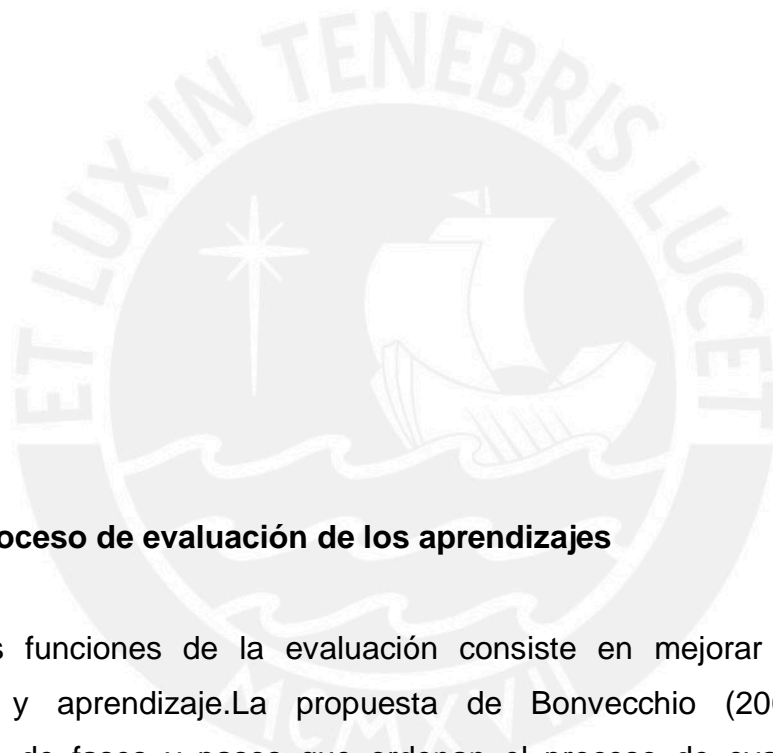 ET LUX IN TENEBRIS LUCET
oceso de evaluación de los aprendizajes
s funciones de la evaluación consiste en mejorar
y aprendizaje.La propuesta de Bonvecchio (200
MCMXVII